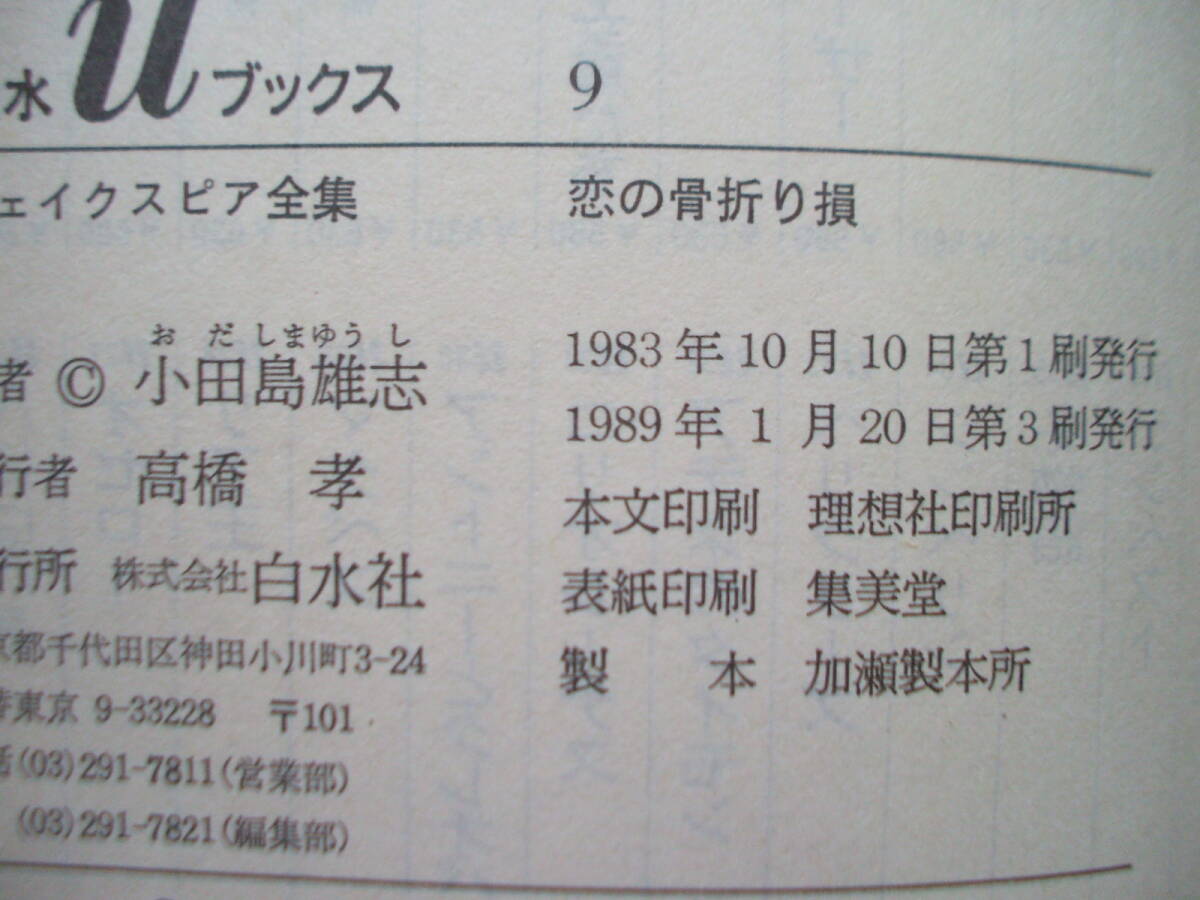 水uブックス 9
ェイクスピア全集 恋の骨折り損
お だ しまゆう し
者 © 小田島雄志
行者 高橋 孝
行所 株式会社白水社
京都千代田区神田小川町3-24
替東京 9-33228 〒101
話(03)291-7811(営業部)
(03)291-7821(編集部)
1983年10月10日第1刷発行
1989年1月20日第3刷発行
本文印刷 理想社印刷所
表紙印刷 集美堂
製 本 加瀬製本所